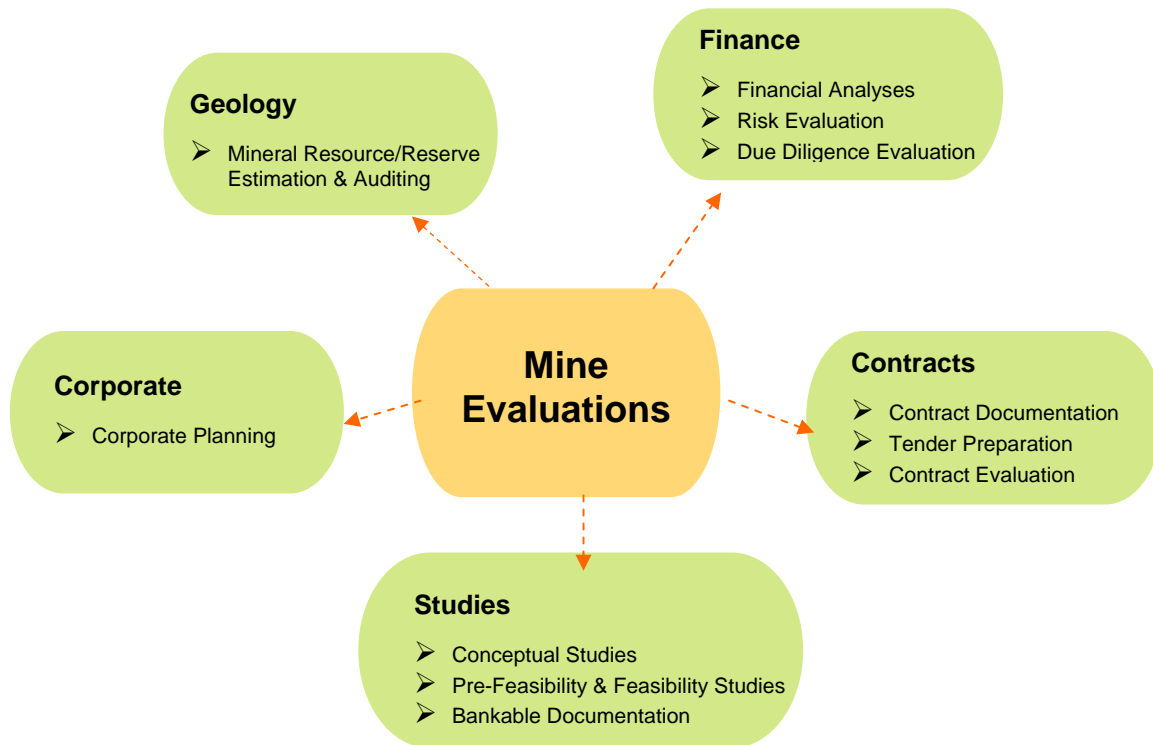 Finance
➢ Financial Analyses
➢ Risk Evaluation
➢ Due Diligence Evaluation
Geology
➢ Mineral Resource/Reserve
Estimation & Auditing
Mine
Evaluations
Corporate
➢ Corporate Planning
Contracts
➢ Contract Documentation
➢ Tender Preparation
➢ Contract Evaluation
Studies
➢ Conceptual Studies
➢ Pre-Feasibility & Feasibility Studies
➢ Bankable Documentation